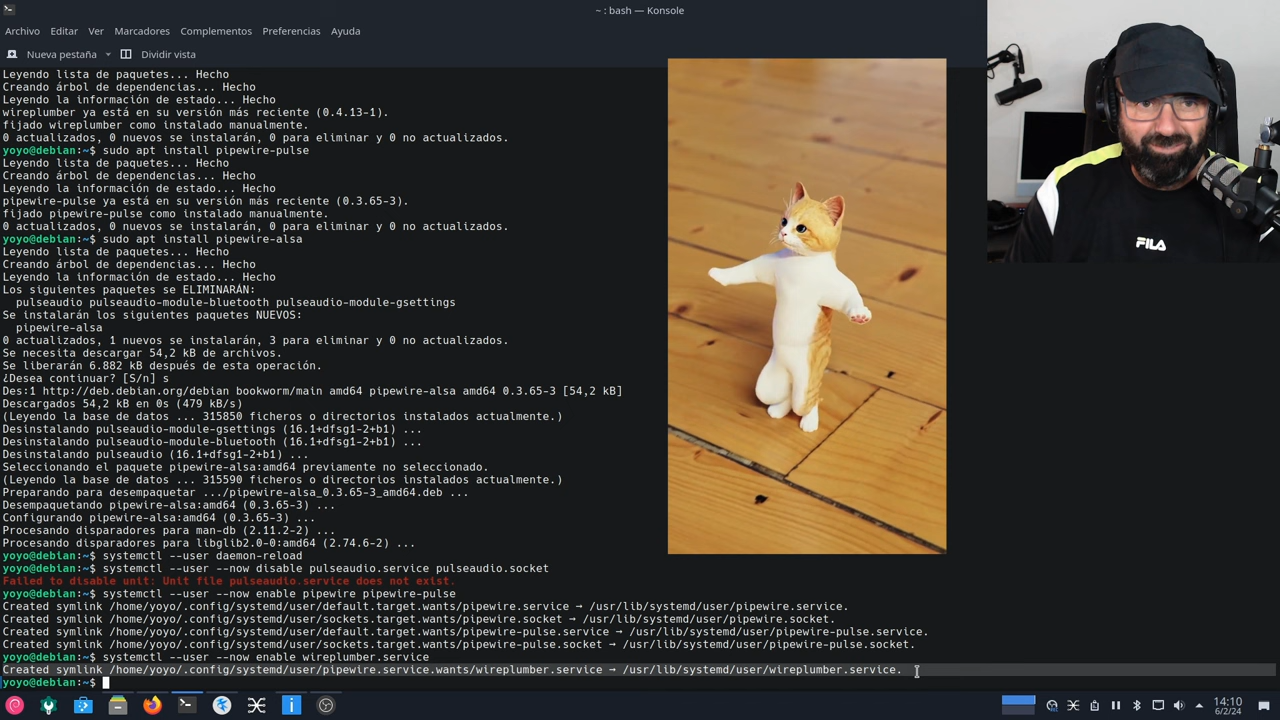 ~ : bash — Konsole
Archivo Editar Ver Marcadores Complementos Preferencias Ayuda
Nueva pestaña Dividir vista
Leyendo lista de paquetes... Hecho
Creando árbol de dependencias... Hecho
Leyendo la información de estado... Hecho
wireplumber ya está en su versión más reciente (0.4.13-1).
fijado wireplumber como instalado manualmente.
0 actualizados, 0 nuevos se instalarán, 0 para eliminar y 0 no actualizados.
yoyo@debian:~$ sudo apt install pipewire-pulse
Leyendo lista de paquetes... Hecho
Creando árbol de dependencias... Hecho
Leyendo la información de estado... Hecho
pipewire-pulse ya está en su versión más reciente (0.3.65-3).
fijado pipewire-pulse como instalado manualmente.
0 actualizados, 0 nuevos se instalarán, 0 para eliminar y 0 no actualizados.
yoyo@debian:~$ sudo apt install pipewire-alsa
Leyendo lista de paquetes... Hecho
Creando árbol de dependencias... Hecho
Leyendo la información de estado... Hecho
Los siguientes paquetes se ELIMINARÁN:
pulseaudio pulseaudio-module-bluetooth pulseaudio-module-gsettings
Se instalarán los siguientes paquetes NUEVOS:
pipewire-alsa
0 actualizados, 1 nuevos se instalarán, 3 para eliminar y 0 no actualizados.
Se necesita descargar 54,2 kB de archivos.
Se liberarán 6.882 kB después de esta operación.
¿Desea continuar? [S/n] s
Des:1 http://deb.debian.org/debian bookworm/main amd64 pipewire-alsa amd64 0.3.65-3 [54,2 kB]
Descargados 54,2 kB en 0s (479 kB/s)
(Leyendo la base de datos ... 315850 ficheros o directorios instalados actualmente.)
Desinstalando pulseaudio-module-gsettings (16.1+dfsg1-2+b1) ...
Desinstalando pulseaudio-module-bluetooth (16.1+dfsg1-2+b1) ...
Desinstalando pulseaudio (16.1+dfsg1-2+b1) ...
Seleccionando el paquete pipewire-alsa:amd64 previamente no seleccionado.
(Leyendo la base de datos ... 315590 ficheros o directorios instalados actualmente.)
Preparando para desempaquetar .../pipewire-alsa_0.3.65-3_amd64.deb ...
Desempaquetando pipewire-alsa:amd64 (0.3.65-3) ...
Configurando pipewire-alsa:amd64 (0.3.65-3) ...
Procesando disparadores para man-db (2.11.2-2) ...
Procesando disparadores para libglib2.0-0:amd64 (2.74.6-2) ...
yoyo@debian:~$ systemctl --user daemon-reload
yoyo@debian:~$ systemctl --user --now disable pulseaudio.service pulseaudio.socket
Failed to disable unit: Unit file pulseaudio.service does not exist.
yoyo@debian:~$ systemctl --user --now enable pipewire pipewire-pulse
Created symlink /home/yoyo/.config/systemd/user/default.target.wants/pipewire.service → /usr/lib/systemd/user/pipewire.service.
Created symlink /home/yoyo/.config/systemd/user/sockets.target.wants/pipewire.socket → /usr/lib/systemd/user/pipewire.socket.
Created symlink /home/yoyo/.config/systemd/user/default.target.wants/pipewire-pulse.service → /usr/lib/systemd/user/pipewire-pulse.service.
Created symlink /home/yoyo/.config/systemd/user/sockets.target.wants/pipewire-pulse.socket → /usr/lib/systemd/user/pipewire-pulse.socket.
yoyo@debian:~$ systemctl --user --now enable wireplumber.service
Created symlink /home/yoyo/.config/systemd/user/pipewire.service.wants/wireplumber.service → /usr/lib/systemd/user/wireplumber.service.
yoyo@debian:~$
FILA
14:10
6/2/24